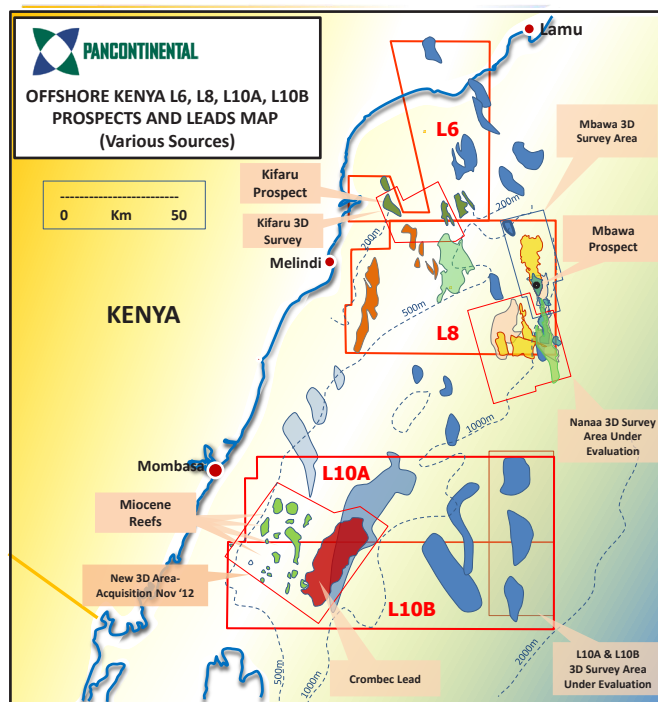 PANCONTINENTAL
OFFSHORE KENYA L6, L8, L10A, L10B
PROSPECTS AND LEADS MAP
(Various Sources)
-------------------------
0 Km 50
Lamu
L6
Mbawa 3D
Survey Area
Kifaru
Prospect
Kifaru 3D
Survey
200m
200m
Mbawa
Prospect
Melindi
500m
KENYA
L8
Nanaa 3D Survey
Area Under
Evaluation
1000m
Mombasa
L10A
Miocene
Reefs
New 3D Area-
Acquisition Nov ‘12
L10B
500m
1000m
2000m
Crombec Lead
L10A & L10B
3D Survey Area
Under Evaluation